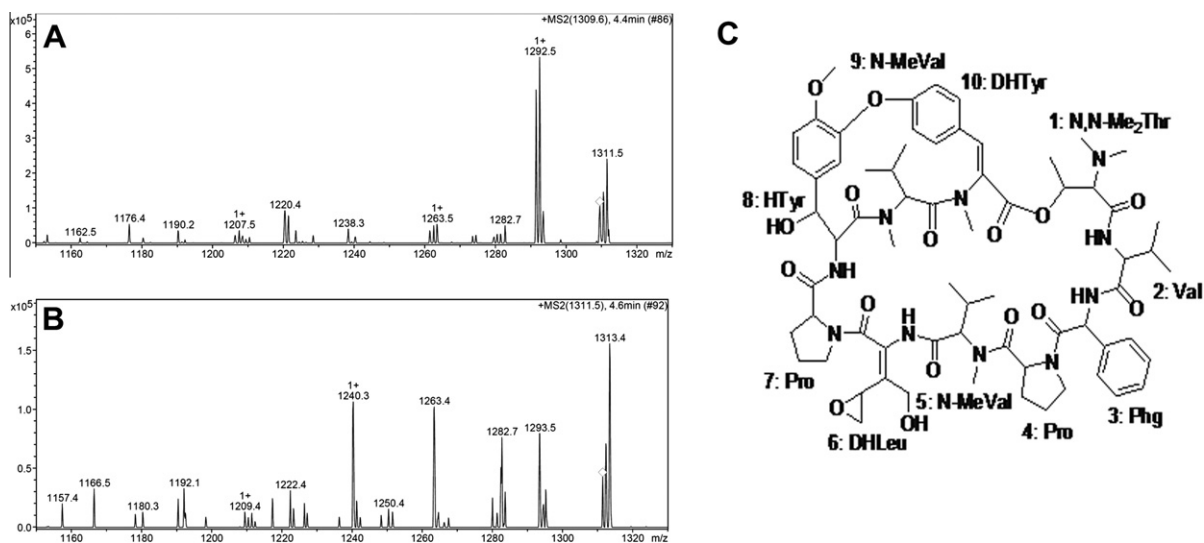 A
x10⁵
+MS2(1309.6), 4.4min (#86)
6
5
4
3
2
1
0
1162.5
1176.4
1190.2
1+
1207.5
1220.4
1238.3
1+
1263.5
1282.7
1+
1292.5
1311.5
1160 1180 1200 1220 1240 1260 1280 1300 1320 m/z
B
x10⁵
+MS2(1311.5), 4.6min (#92)
1.5
1.0
0.5
0.0
1157.4
1166.5
1180.3
1192.1
1+
1209.4
1222.4
1+
1240.3
1250.4
1263.4
1282.7
1293.5
1313.4
1160 1180 1200 1220 1240 1260 1280 1300 1320 m/z
C
9: N-MeVal
10: DHTyr
1: N,N-Me₂Thr
8: HTyr
2: Val
7: Pro
6: DHLeu
5: N-MeVal
4: Pro
3: Phg
O
O
N
O
O
O
O
HO
N
O
N
O
HN
O
NH
O
O
H
N
O
O
NH
O
N
O
N
N
O
OH